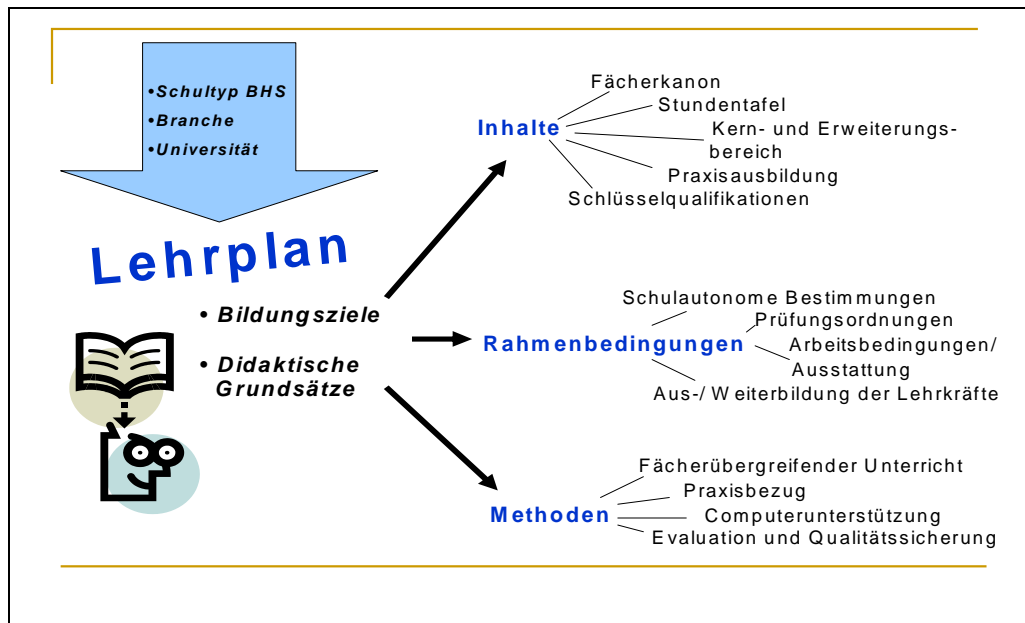 •Schultyp BHS
•Branche
•Universität
Lehrplan
• Bildungsziele
• Didaktische
Grundsätze
Inhalte
Fächerkanon
Stundentafel
Kern- und Erweiterungs-
bereich
Praxisausbildung
Schlüsselqualifikationen
Rahmenbedingungen
Schulautonome Bestimmungen
Prüfungsordnungen
Arbeitsbedingungen/
Ausstattung
Aus-/ Weiterbildung der Lehrkräfte
Methoden
Fächerübergreifender Unterricht
Praxisbezug
Computerunterstützung
Evaluation und Qualitätssicherung